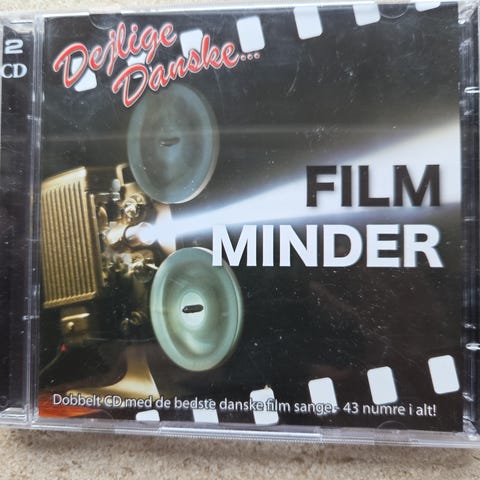 2
CD
Dejlige
Danske...
FILM
MINDER
Dobbelt CD med de bedste danske film sange - 43 numre i alt!